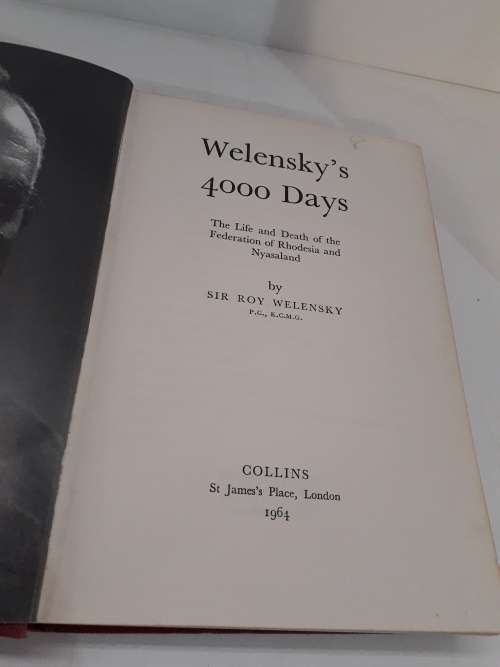 Welensky's
4000 Days
The Life and Death of the
Federation of Rhodesia and
Nyasaland
by
SIR ROY WELENSKY
P.C., K.C.M.G.
COLLINS
St James's Place, London
1964